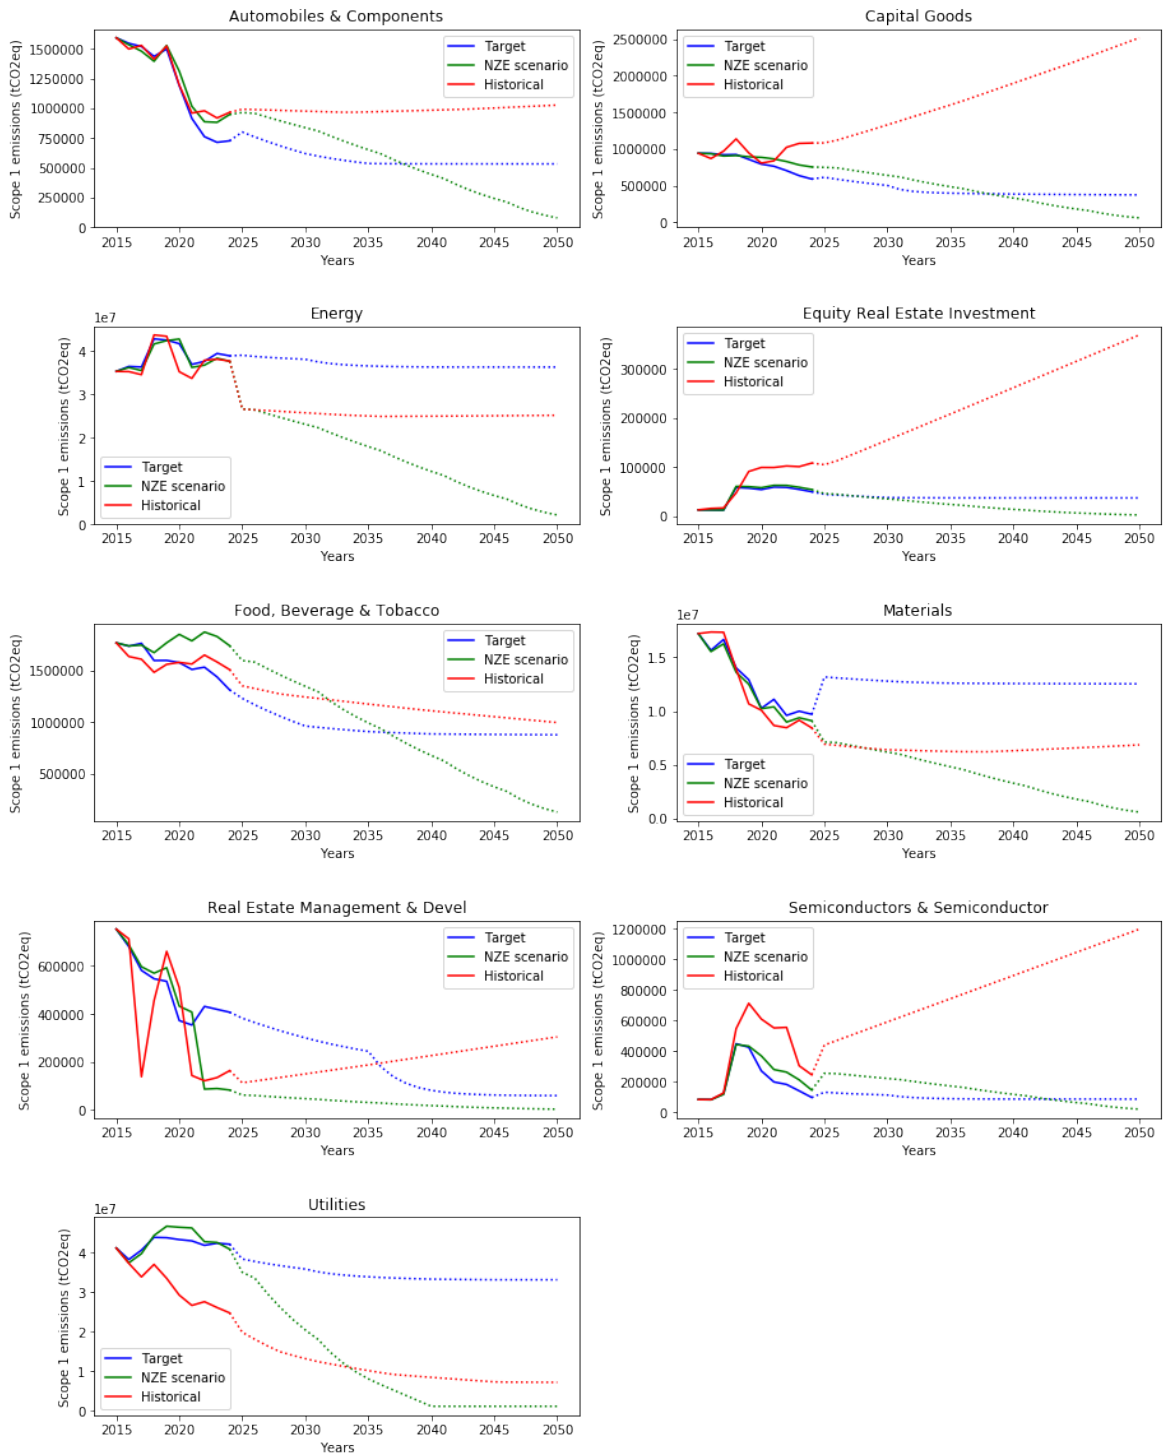 Automobiles & Components
Scope 1 emissions (tCO2eq)
1500000
1250000
1000000
750000
500000
250000
0
Target
NZE scenario
Historical
2015 2020 2025 2030 2035 2040 2045 2050
Years
Capital Goods
Scope 1 emissions (tCO2eq)
2500000
2000000
1500000
1000000
500000
0
Target
NZE scenario
Historical
2015 2020 2025 2030 2035 2040 2045 2050
Years
Energy
1e7
Scope 1 emissions (tCO2eq)
4
3
2
1
0
Target
NZE scenario
Historical
2015 2020 2025 2030 2035 2040 2045 2050
Years
Equity Real Estate Investment
Scope 1 emissions (tCO2eq)
300000
200000
100000
0
Target
NZE scenario
Historical
2015 2020 2025 2030 2035 2040 2045 2050
Years
Food, Beverage & Tobacco
Scope 1 emissions (tCO2eq)
1500000
1000000
500000
Target
NZE scenario
Historical
2015 2020 2025 2030 2035 2040 2045 2050
Years
Materials
1e7
Scope 1 emissions (tCO2eq)
1.5
1.0
0.5
0.0
Target
NZE scenario
Historical
2015 2020 2025 2030 2035 2040 2045 2050
Years
Real Estate Management & Devel
Scope 1 emissions (tCO2eq)
600000
400000
200000
0
Target
NZE scenario
Historical
2015 2020 2025 2030 2035 2040 2045 2050
Years
Semiconductors & Semiconductor
Scope 1 emissions (tCO2eq)
1200000
1000000
800000
600000
400000
200000
0
Target
NZE scenario
Historical
2015 2020 2025 2030 2035 2040 2045 2050
Years
Utilities
1e7
Scope 1 emissions (tCO2eq)
4
3
2
1
0
Target
NZE scenario
Historical
2015 2020 2025 2030 2035 2040 2045 2050
Years